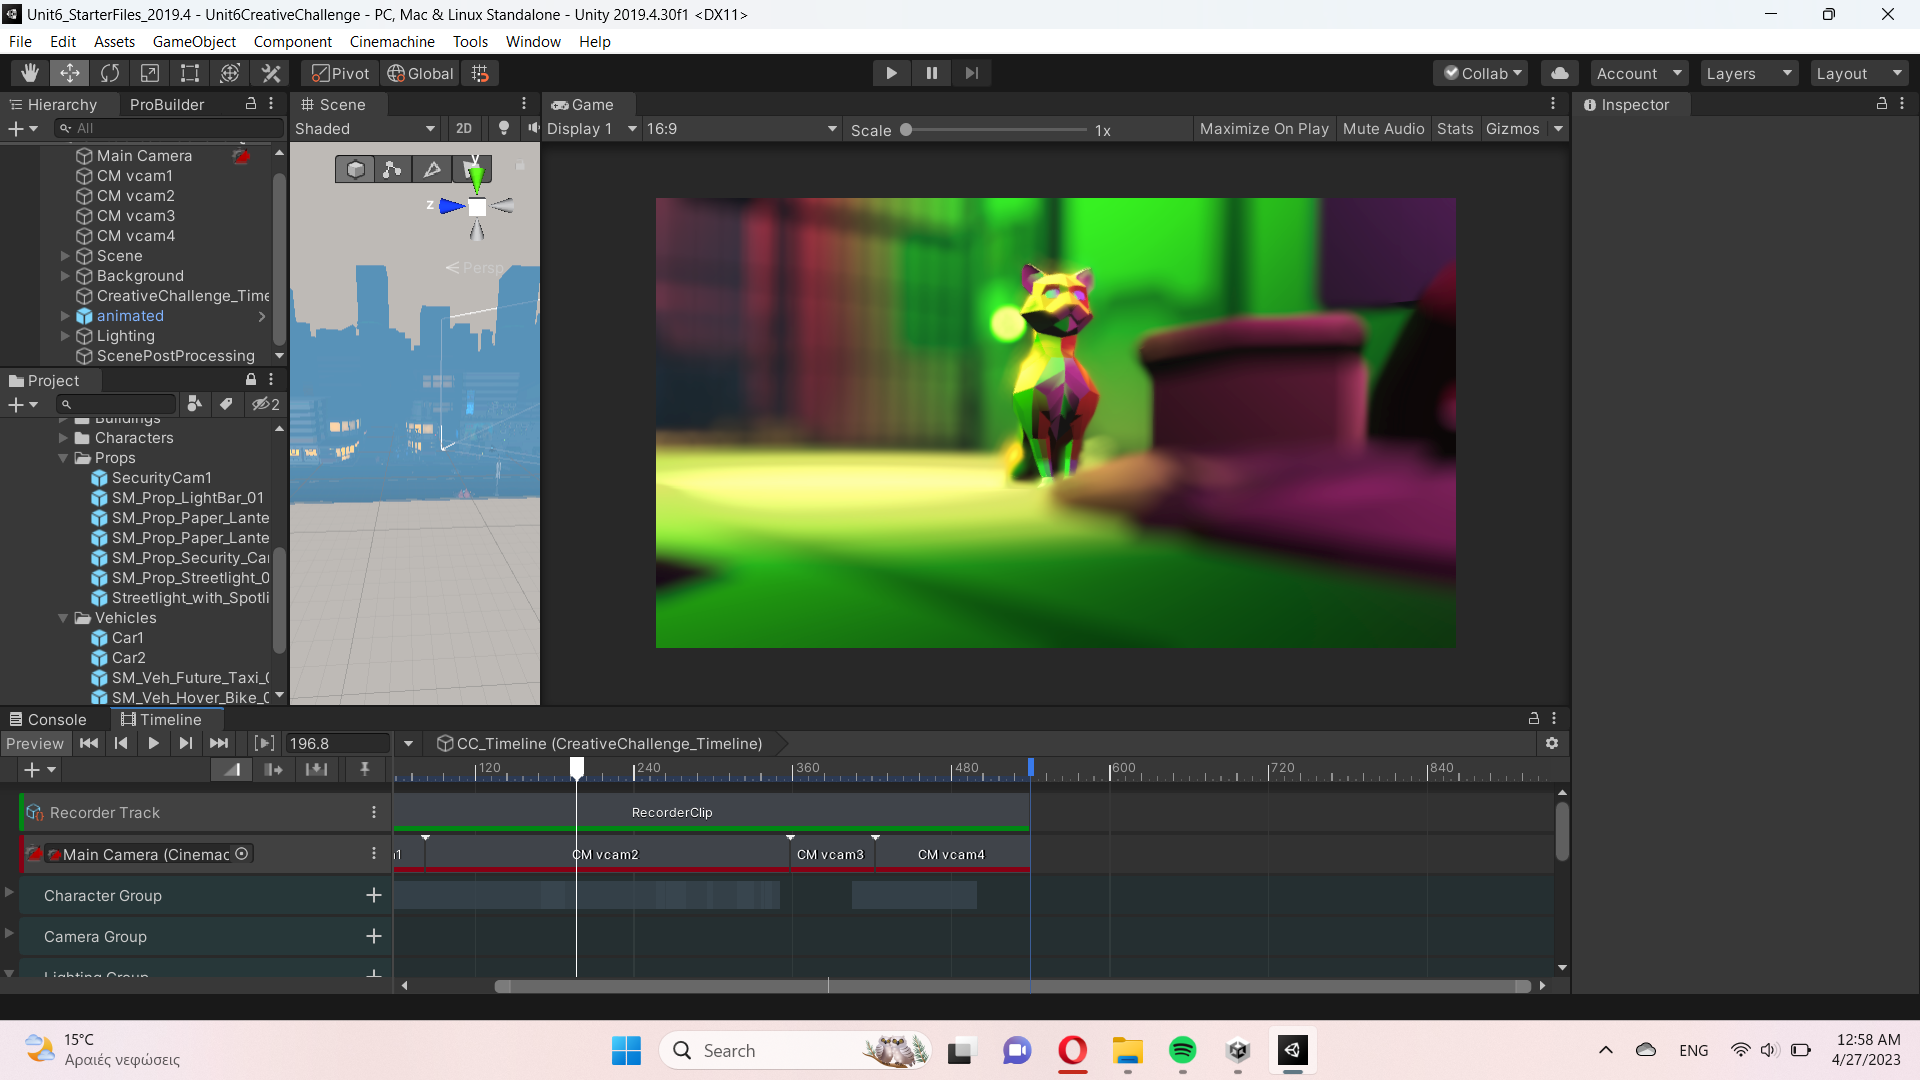 Unit6_StarterFiles_2019.4 - Unit6CreativeChallenge - PC, Mac & Linux Standalone - Unity 2019.4.30f1 <DX11>
File Edit Assets GameObject Component Cinemachine Tools Window Help
Pivot Global Collab Account Layers Layout
Hierarchy ProBuilder Scene Game Inspector
All Shaded 2D Display 1 16:9 Scale 1x Maximize On Play Mute Audio Stats Gizmos
Main Camera
CM vcam1
CM vcam2
CM vcam3
CM vcam4
Scene
Background
CreativeChallenge_Time
animated
Lighting
ScenePostProcessing
y
z
Persp
Project
2
Buildings
Characters
Props
SecurityCam1
SM_Prop_LightBar_01
SM_Prop_Paper_Lante
SM_Prop_Paper_Lante
SM_Prop_Security_Ca
SM_Prop_Streetlight_0
Streetlight_with_Spotli
Vehicles
Car1
Car2
SM_Veh_Future_Taxi_
SM_Veh_Hover_Bike_
Console Timeline
Preview 196.8 CC_Timeline (CreativeChallenge_Timeline)
120 240 360 480 600 720 840
Recorder Track RecorderClip
Main Camera (Cinemac CM vcam2 CM vcam3 CM vcam4
Character Group
Camera Group
Lighting Group
15°C
Αραιές νεφώσεις
Search
ENG
12:58 AM
4/27/2023